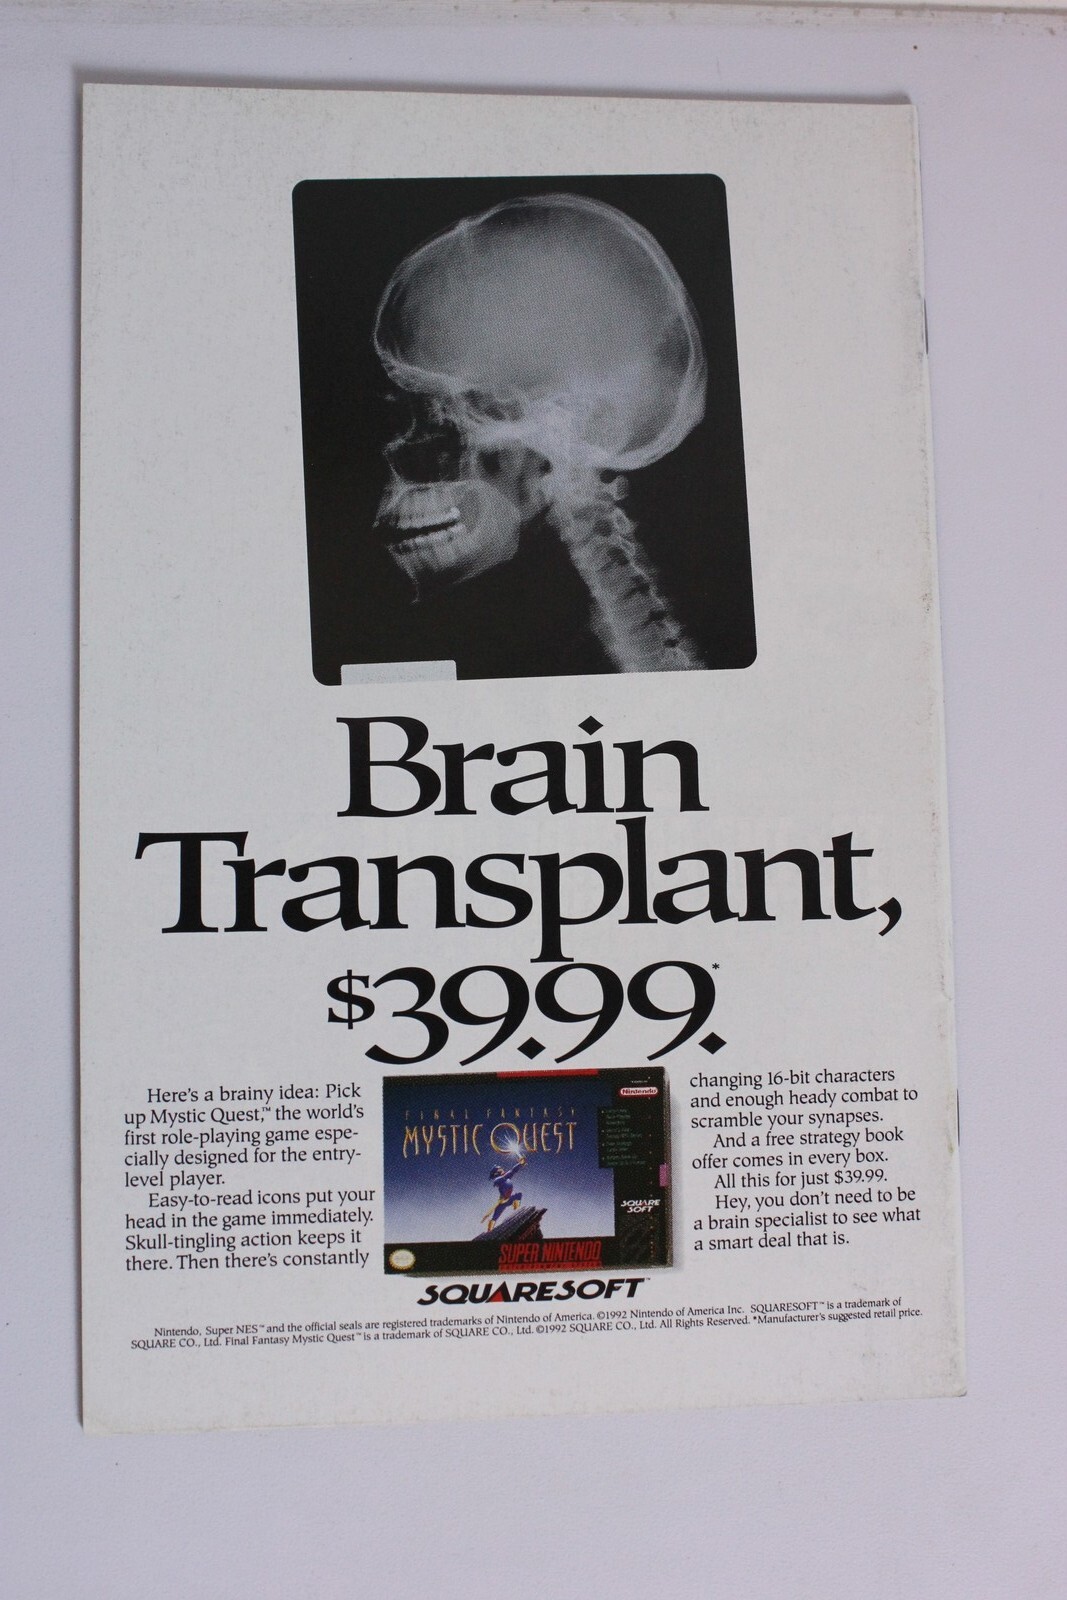 Brain
Transplant,
$39.99.*
Here's a brainy idea: Pick
up Mystic Quest,™ the world's
first role-playing game espe-
cially designed for the entry-
level player.
Easy-to-read icons put your
head in the game immediately.
Skull-tingling action keeps it
there. Then there's constantly
changing 16-bit characters
and enough heady combat to
scramble your synapses.
And a free strategy book
offer comes in every box.
All this for just $39.99.
Hey, you don't need to be
a brain specialist to see what
a smart deal that is.
Nintendo
FINAL FANTASY
MYSTIC QUEST
SQUARE
SOFT
SUPER NINTENDO
SQUARESOFT™
Nintendo, Super NES™ and the official seals are registered trademarks of Nintendo of America. ©1992 Nintendo of America Inc. SQUARESOFT™ is a trademark of
SQUARE CO., Ltd. Final Fantasy Mystic Quest™ is a trademark of SQUARE CO., Ltd. ©1992 SQUARE CO., Ltd. All Rights Reserved. *Manufacturer's suggested retail price.